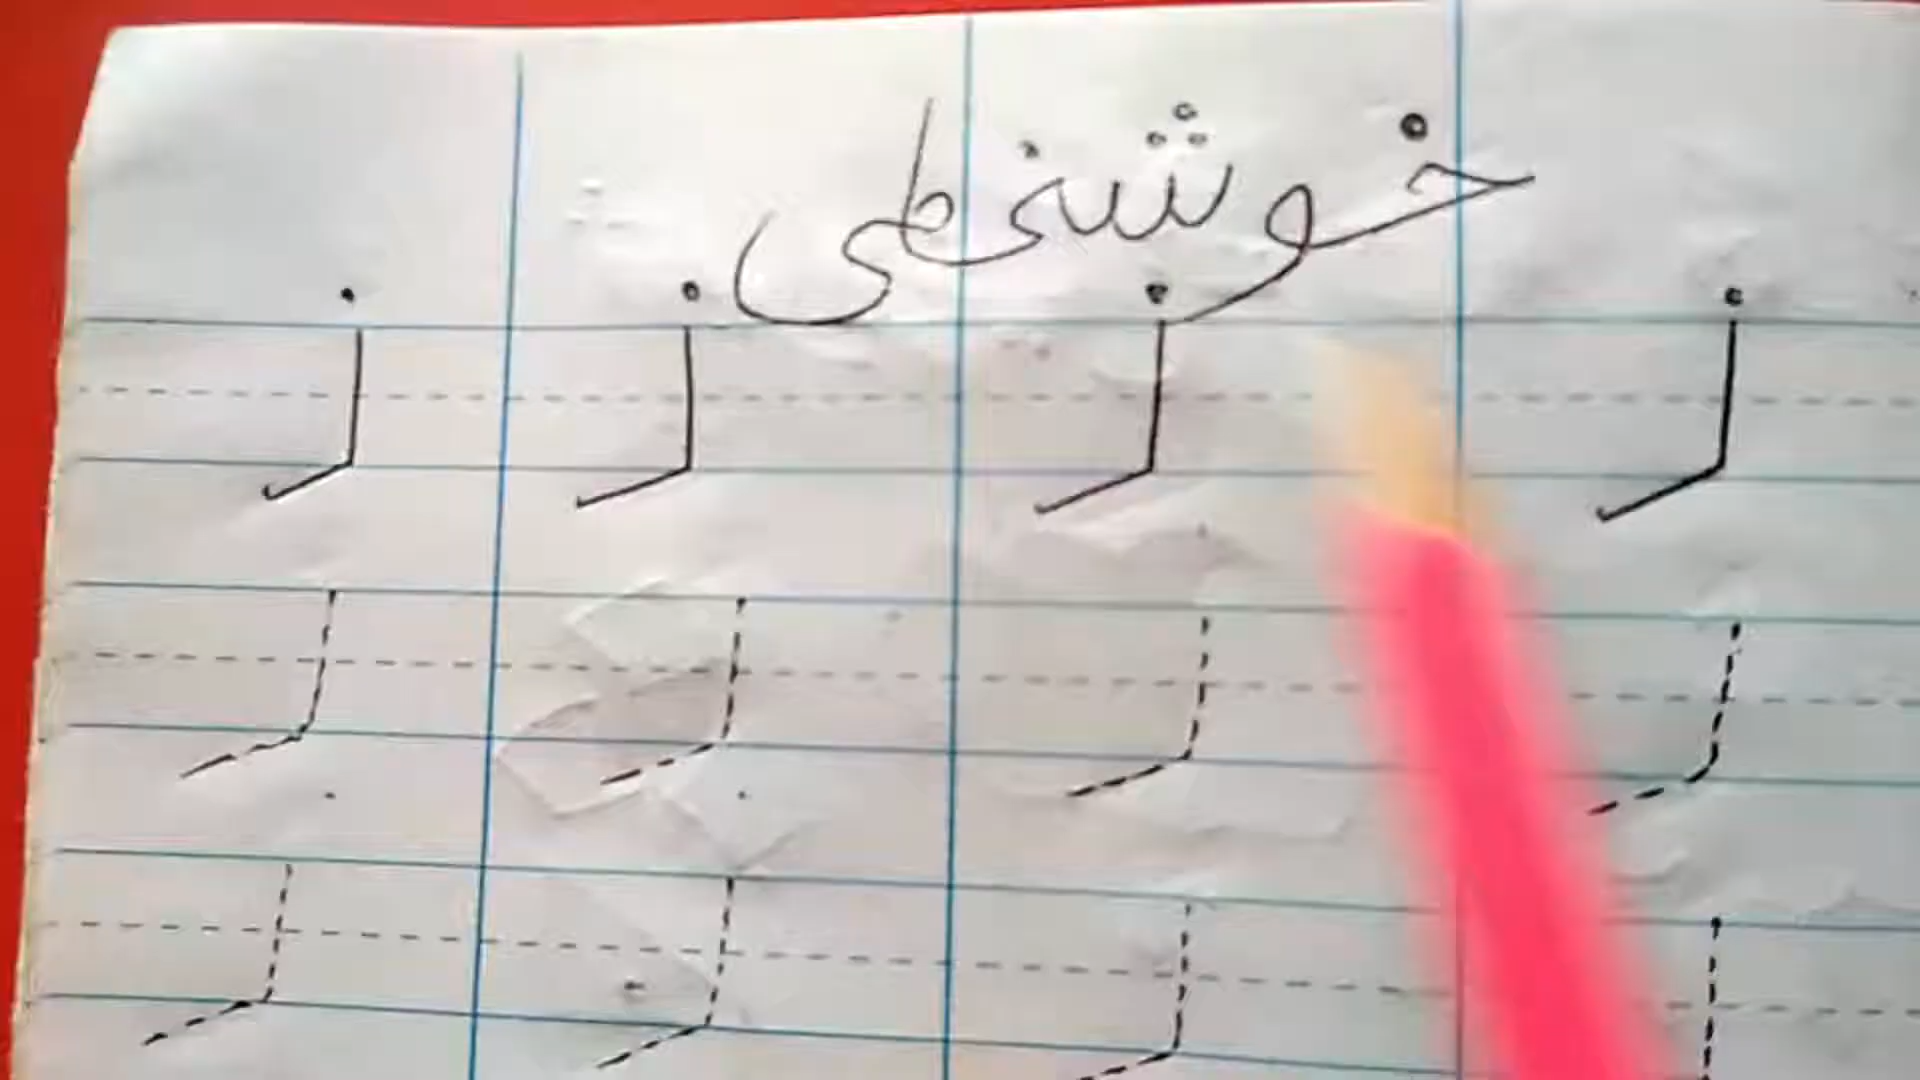 خوشخطی
ز ز ز ز
ر ر ر ر
ر ر ر ر